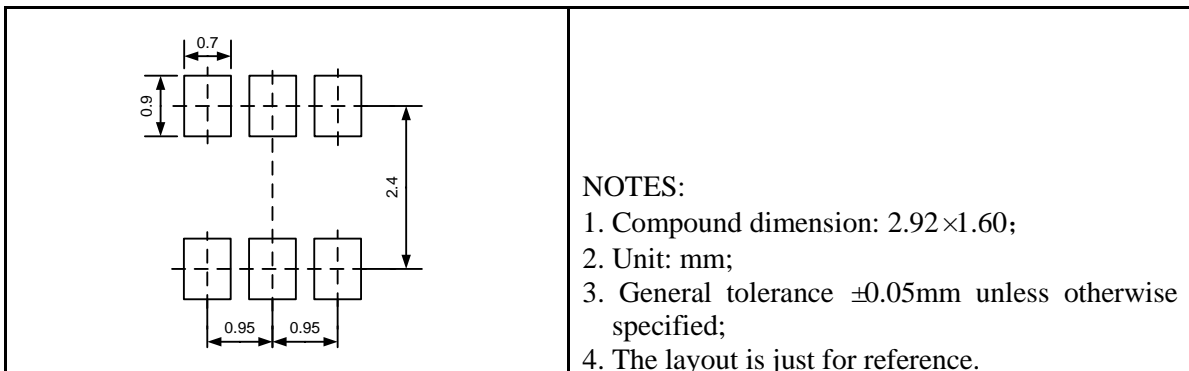 0.7
0.9
2.4
0.95 0.95
NOTES:
1. Compound dimension: 2.92×1.60；
2. Unit: mm;
3. General tolerance ±0.05mm unless otherwise
specified;
4. The layout is just for reference.